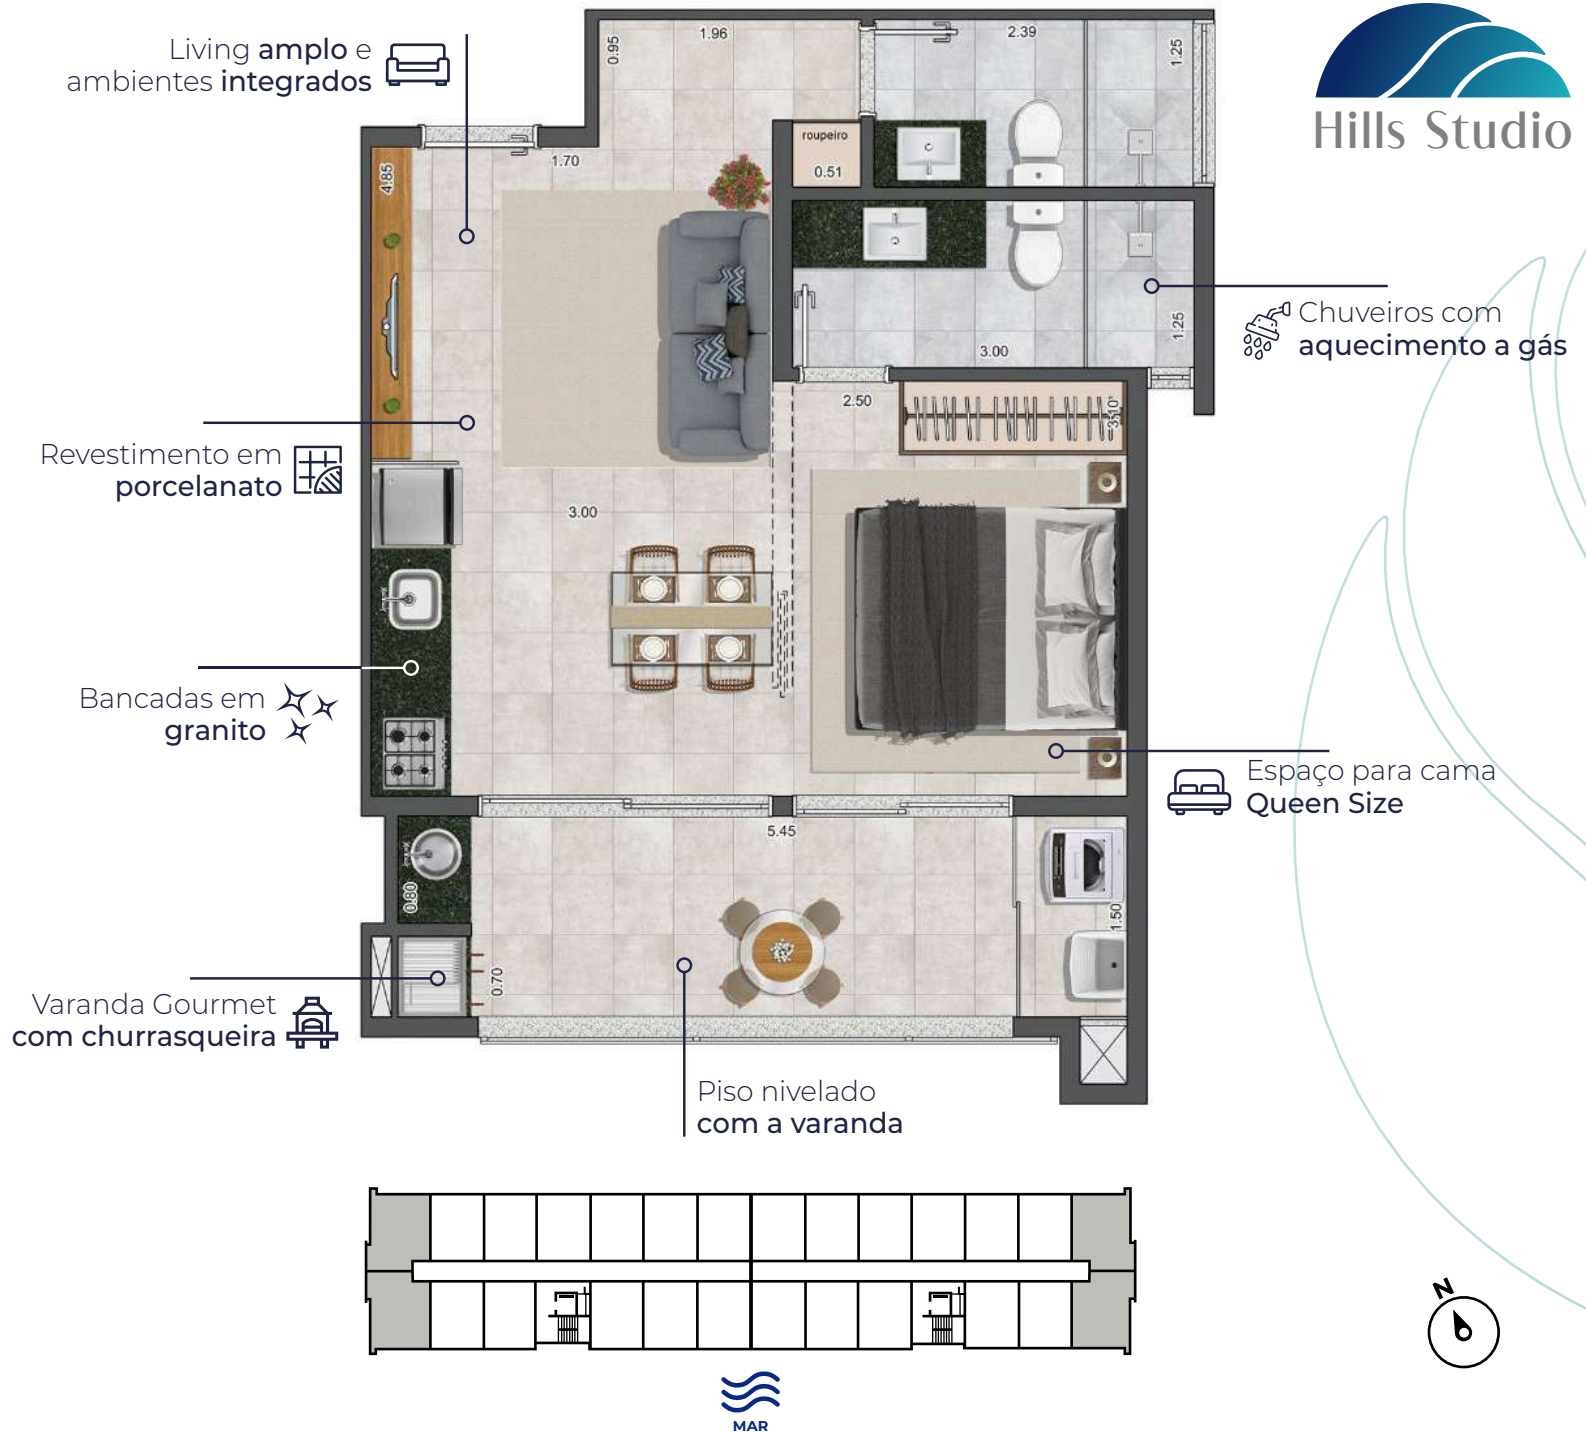 Hills Studio
Living amplo e
ambientes integrados
0.95
1.96
2.39
1.25
1.70
4.85
roupeiro
0.51
Chuveiros com
aquecimento a gás
1.25
3.00
2.50
3.10
Revestimento em
porcelanato
3.00
Bancadas em
granito
Espaço para cama
Queen Size
5.45
0.80
1.50
0.70
Varanda Gourmet
com churrasqueira
Piso nivelado
com a varanda
N
MAR